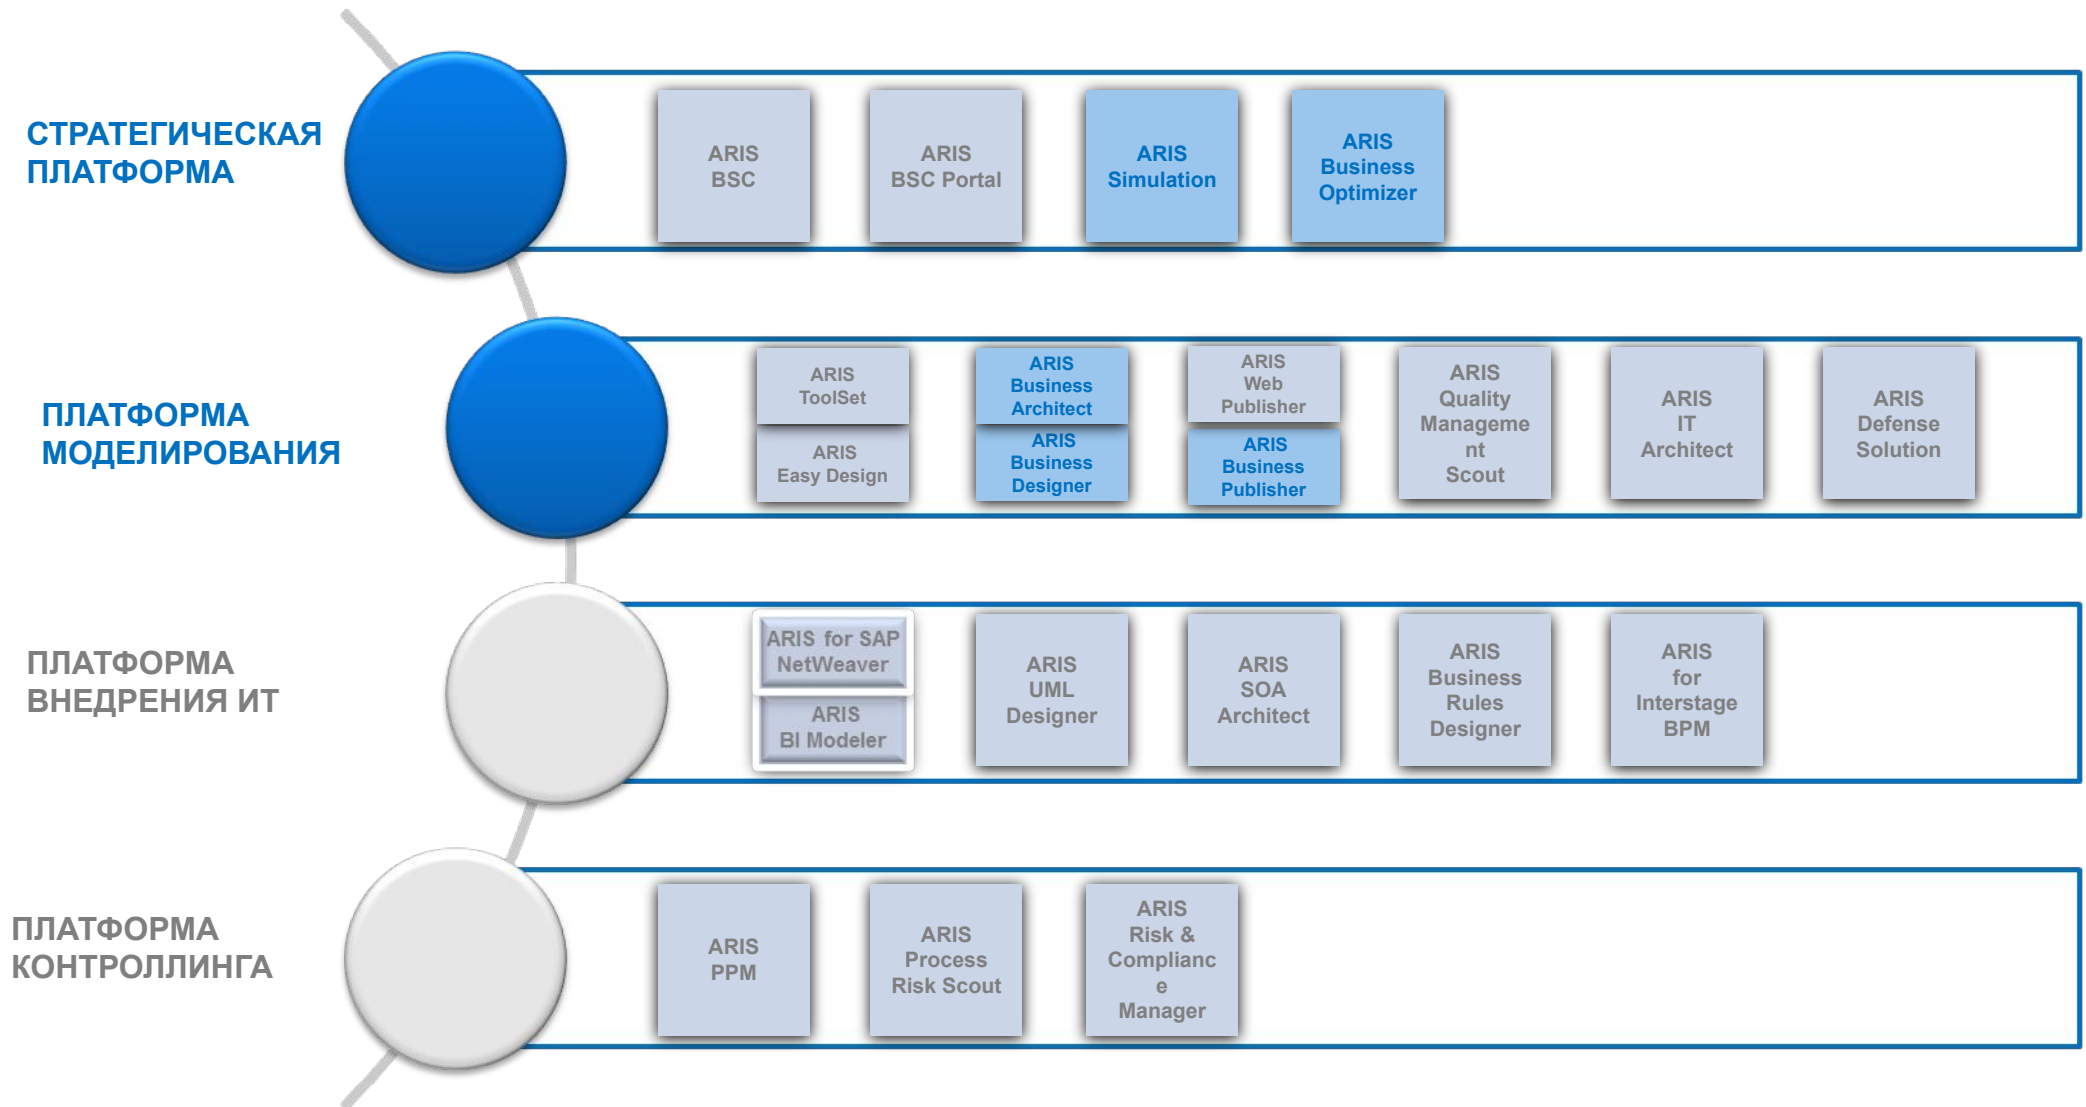 СТРАТЕГИЧЕСКАЯ
ПЛАТФОРМА
ARIS
BSC
ARIS
BSC Portal
ARIS
Simulation
ARIS
Business
Optimizer
ПЛАТФОРМА
МОДЕЛИРОВАНИЯ
ARIS
ToolSet
ARIS
Easy Design
ARIS
Business
Architect
ARIS
Business
Designer
ARIS
Web
Publisher
ARIS
Business
Publisher
ARIS
Quality
Manageme
nt
Scout
ARIS
IT
Architect
ARIS
Defense
Solution
ПЛАТФОРМА
ВНЕДРЕНИЯ ИТ
ARIS for SAP
NetWeaver
ARIS
BI Modeler
ARIS
UML
Designer
ARIS
SOA
Architect
ARIS
Business
Rules
Designer
ARIS
for
Interstage
BPM
ПЛАТФОРМА
КОНТРОЛЛИНГА
ARIS
PPM
ARIS
Process
Risk Scout
ARIS
Risk &
Complianc
e
Manager